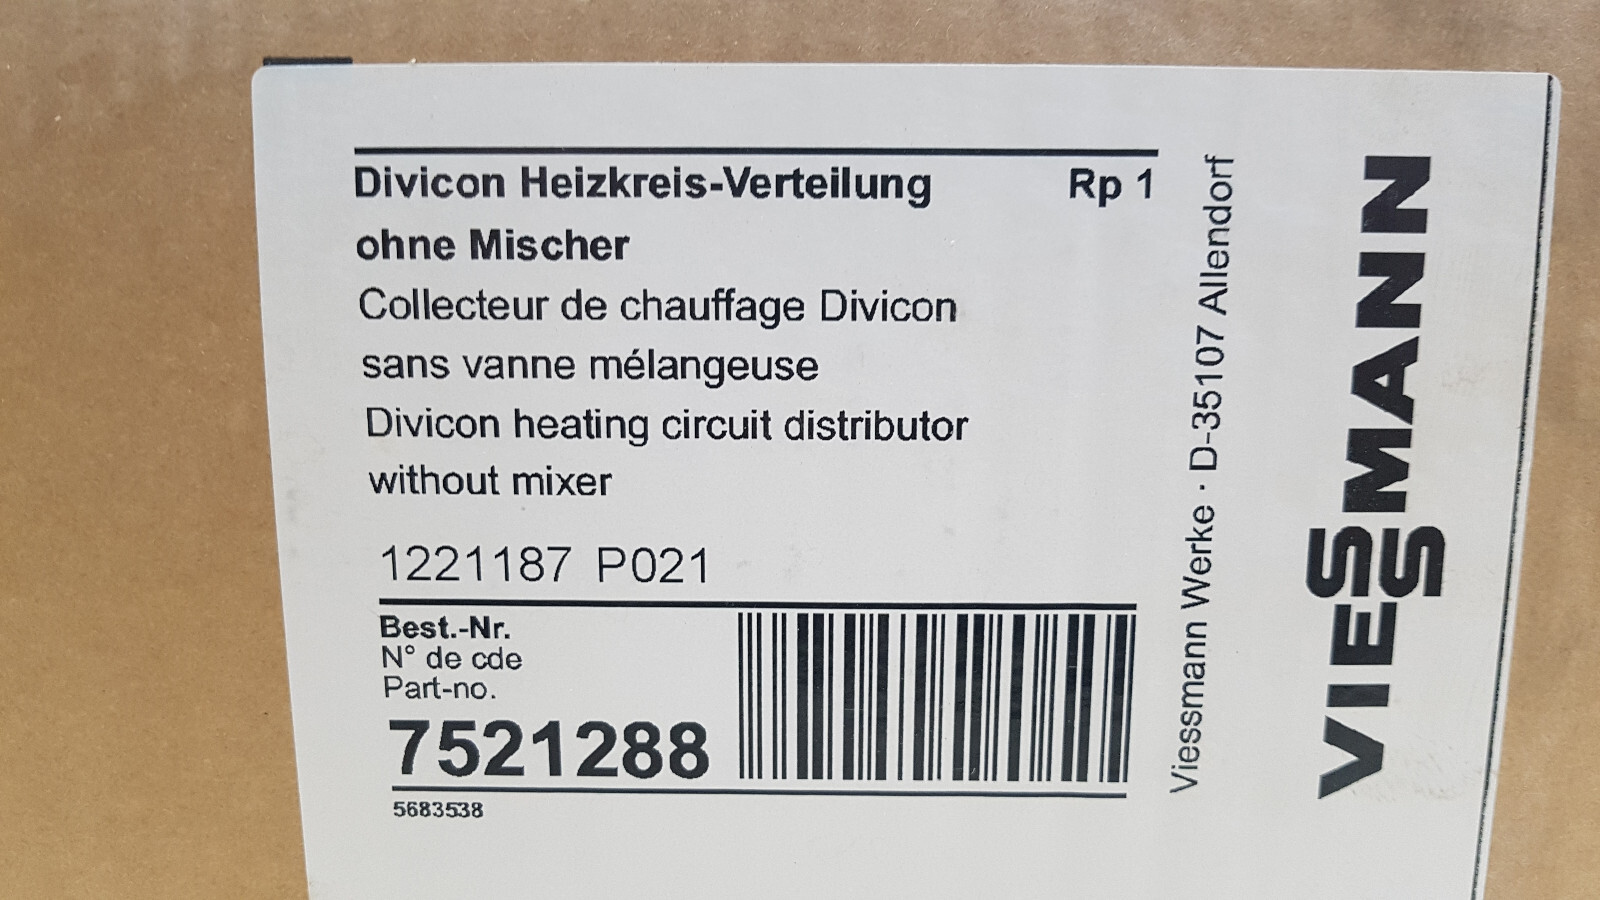 Divicon Heizkreis-Verteilung Rp 1
ohne Mischer
Collecteur de chauffage Divicon
sans vanne mélangeuse
Divicon heating circuit distributor
without mixer
1221187 P021
Best.-Nr.
N° de cde
Part-no.
7521288
5683538
Viessmann Werke · D-35107 Allendorf
VIESSMANN